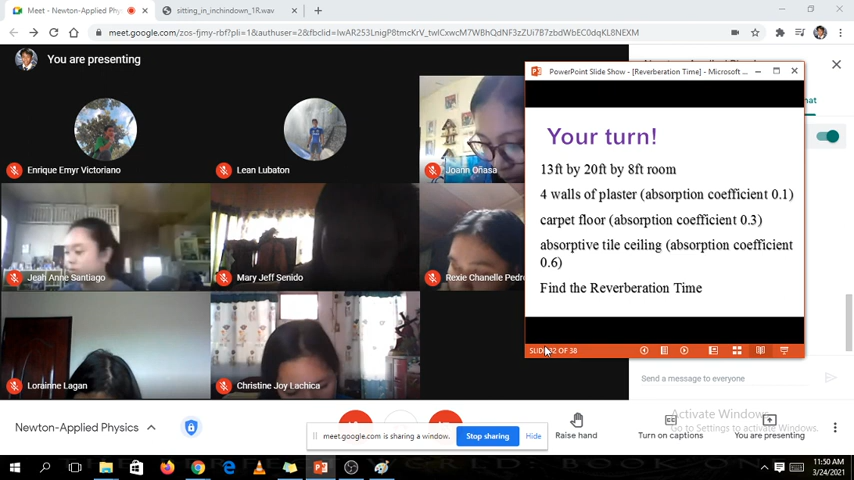 Meet - Newton-Applied Physics
sitting_in_inchindown_1R.wav
meet.google.com/zos-fjmy-rbf?pli=1&authuser=2&fbclid=IwAR253LnigP8tmcKrV_twlCxwcM7WBhQdNF3zZUi7B7zbdWbEC0dqKL8NEXM
You are presenting
PowerPoint Slide Show - [Reverberation Time] - Microsoft ...
Your turn!
13ft by 20ft by 8ft room
4 walls of plaster (absorption coefficient 0.1)
carpet floor (absorption coefficient 0.3)
absorptive tile ceiling (absorption coefficient
0.6)
Find the Reverberation Time
SLIDE 32 OF 38
Enrique Emyr Victoriano
Lean Lubaton
Joann Oñasa
Jeah Anne Santiago
Mary Jeff Senido
Rexie Chanelle Pedro
Lorainne Lagan
Christine Joy Lachica
Send a message to everyone
Newton-Applied Physics
meet.google.com is sharing a window.
Stop sharing
Hide
Raise hand
Turn on captions
You are presenting
Activate Windows
Go to Settings to activate Windows.
11:50 AM
3/24/2021